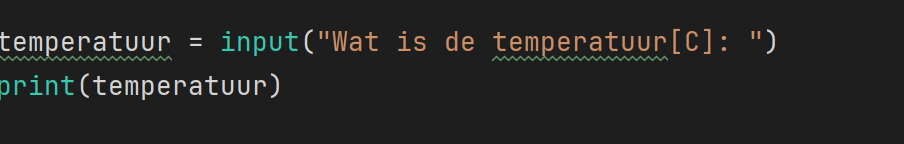 temperatuur = input("Wat is de temperatuur[C]: ")
print(temperatuur)